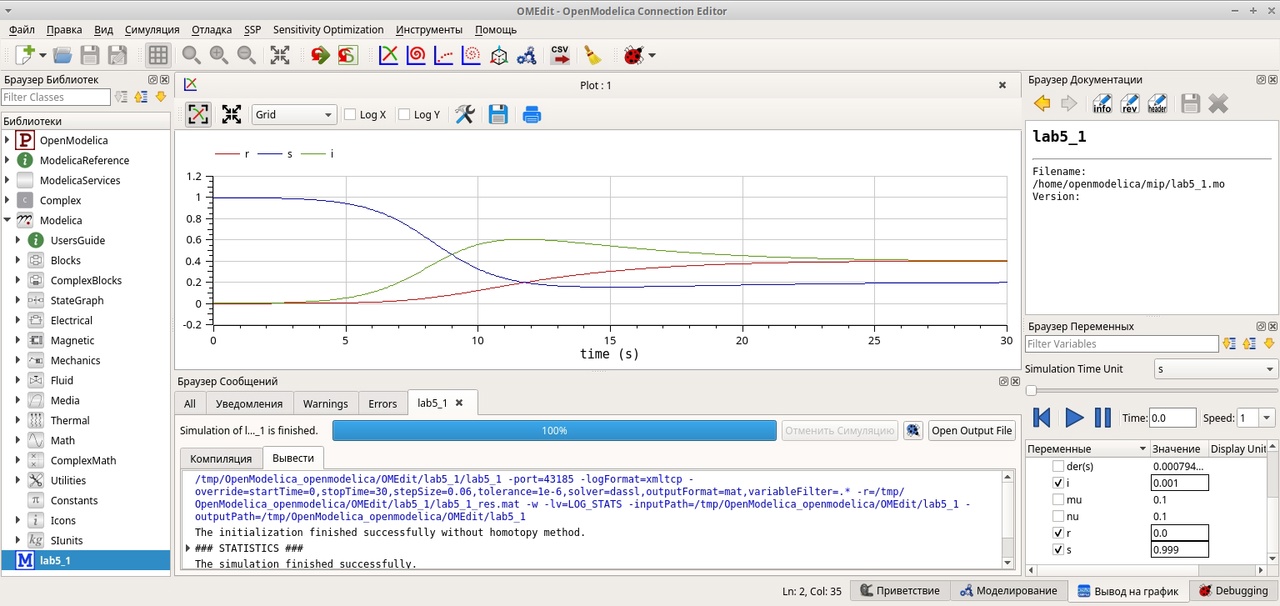 OMEdit - OpenModelica Connection Editor
Файл Правка Вид Симуляция Отладка SSP Sensitivity Optimization Инструменты Помощь
CSV
Браузер Библиотек
Filter Classes
Библиотеки
P OpenModelica
i ModelicaReference
ModelicaServices
C Complex
Modelica
i UsersGuide
Blocks
ComplexBlocks
StateGraph
Electrical
Magnetic
Mechanics
Fluid
Media
Thermal
Math
ComplexMath
Utilities
Constants
Icons
kg SIunits
M lab5_1
Plot : 1
Grid Log X Log Y
r s i
1.2
1
0.8
0.6
0.4
0.2
0
-0.2
0 5 10 15 20 25 30
time (s)
Браузер Сообщений
All Уведомления Warnings Errors lab5_1
Simulation of l..._1 is finished. 100% Отменить Симуляцию Open Output File
Компиляция Вывести
/tmp/OpenModelica_openmodelica/OMEdit/lab5_1/lab5_1 -port=43185 -logFormat=xmltcp -
override=startTime=0,stopTime=30,stepSize=0.06,tolerance=1e-6,solver=dassl,outputFormat=mat,variableFilter=.* -r=/tmp/
OpenModelica_openmodelica/OMEdit/lab5_1/lab5_1_res.mat -w -lv=LOG_STATS -inputPath=/tmp/OpenModelica_openmodelica/OMEdit/lab5_1 -
outputPath=/tmp/OpenModelica_openmodelica/OMEdit/lab5_1
The initialization finished successfully without homotopy method.
### STATISTICS ###
The simulation finished successfully.
Браузер Документации
info rev header
lab5_1
Filename:
/home/openmodelica/mip/lab5_1.mo
Version:
Браузер Переменных
Filter Variables
Simulation Time Unit s
Time: 0.0 Speed: 1
Переменные Значение Display Unit
der(s) 0.000794...
i 0.001
mu 0.1
nu 0.1
r 0.0
s 0.999
Ln: 2, Col: 35 Приветствие Моделирование Вывод на график Debugging